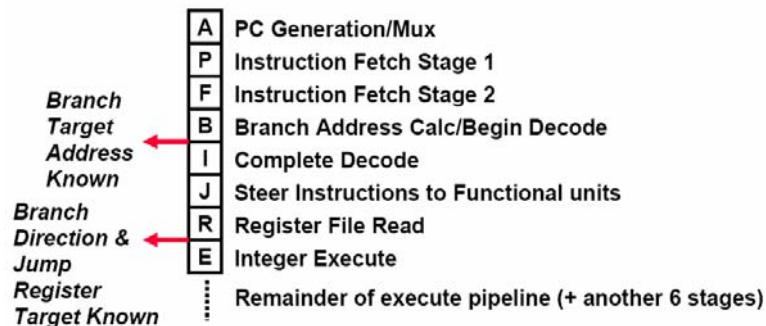 A PC Generation/Mux
P Instruction Fetch Stage 1
F Instruction Fetch Stage 2
B Branch Address Calc/Begin Decode
I Complete Decode
J Steer Instructions to Functional units
R Register File Read
E Integer Execute
Remainder of execute pipeline (+ another 6 stages)
Branch
Target
Address
Known
Branch
Direction &
Jump
Register
Target Known